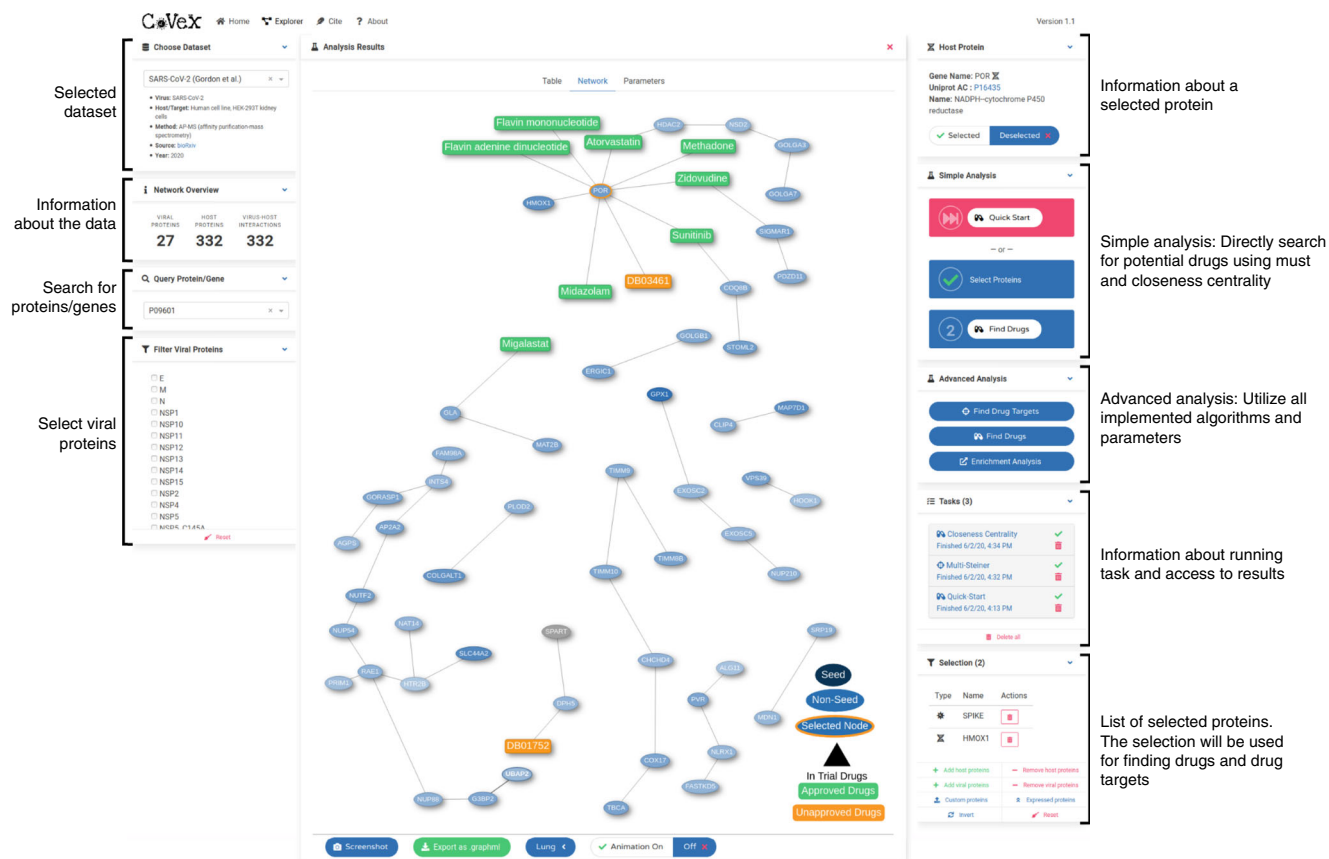 CoVex
Home
Explorer
Cite
? About
Version 1.1
Selected
dataset
Information
about the data
Search for
proteins/genes
Select viral
proteins
Choose Dataset
SARS-CoV-2 (Gordon et al.)
• Virus: SARS-CoV-2
• Host/Target: Human cell line, HEK-293T kidney
cells
• Method: AP-MS (affinity purification-mass
spectrometry)
• Source: bioRxiv
• Year: 2020
Network Overview
VIRAL
PROTEINS
HOST
PROTEINS
VIRUS-HOST
INTERACTIONS
27
332
332
Query Protein/Gene
P09601
Filter Viral Proteins
E
M
N
NSP1
NSP10
NSP11
NSP12
NSP13
NSP14
NSP15
NSP2
NSP4
NSP5
NSP5_C145A
Reset
Analysis Results
Table
Network
Parameters
Flavin mononucleotide
HDAC2
NSD2
Atorvastatin
Methadone
GOLGA3
Flavin adenine dinucleotide
Zidovudine
POR
GOLGA7
HMOX1
Sunitinib
SIGMAR1
DB03461
PDZD11
Midazolam
COQ8B
Migalastat
GOLGB1
STOML2
ERGIC1
GPX1
GLA
MAP7D1
CLIP4
MAT2B
FAM98A
TIMM9
VPS39
INTS4
EXOSC2
GORASP1
HOOK1
PLOD2
AP2A2
EXOSC5
AGPS
TIMM9B
COLGALT1
TIMM10
NUP210
NUTF2
NAT14
NUP54
SPART
SRP19
SLC44A2
CHCHD4
ALG11
RAE1
PRIM1
HTR2B
Seed
DPH5
PVR
Non-Seed
MDN1
Selected Node
DB01752
NLRX1
COX17
In Trial Drugs
UBAP2
FASTKD5
Approved Drugs
NUP88
G3BP2
TBCA
Unapproved Drugs
Screenshot
Export as .graphml
Lung
Animation On
Off
Host Protein
Gene Name: POR
Uniprot AC : P16435
Name: NADPH--cytochrome P450
reductase
Selected
Deselected
Simple Analysis
Quick Start
— or —
Select Proteins
2
Find Drugs
Advanced Analysis
Find Drug Targets
Find Drugs
Enrichment Analysis
Tasks (3)
Closeness Centrality
Finished 6/2/20, 4:34 PM
Multi-Steiner
Finished 6/2/20, 4:32 PM
Quick-Start
Finished 6/2/20, 4:13 PM
Delete all
Selection (2)
Type
Name
Actions
SPIKE
HMOX1
+ Add host proteins
− Remove host proteins
+ Add viral proteins
− Remove viral proteins
Custom proteins
Expressed proteins
Invert
Reset
Information about a
selected protein
Simple analysis: Directly search
for potential drugs using must
and closeness centrality
Advanced analysis: Utilize all
implemented algorithms and
parameters
Information about running
task and access to results
List of selected proteins.
The selection will be used
for finding drugs and drug
targets